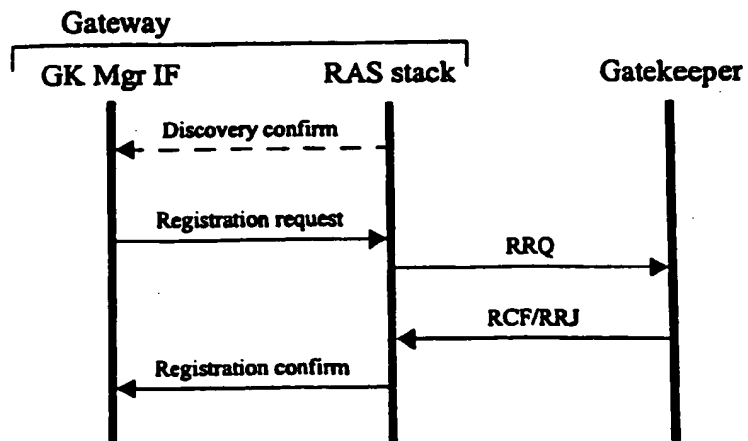 Gateway
GK Mgr IF
RAS stack
Gatekeeper
Discovery confirm
Registration request
RRQ
RCF/RRJ
Registration confirm